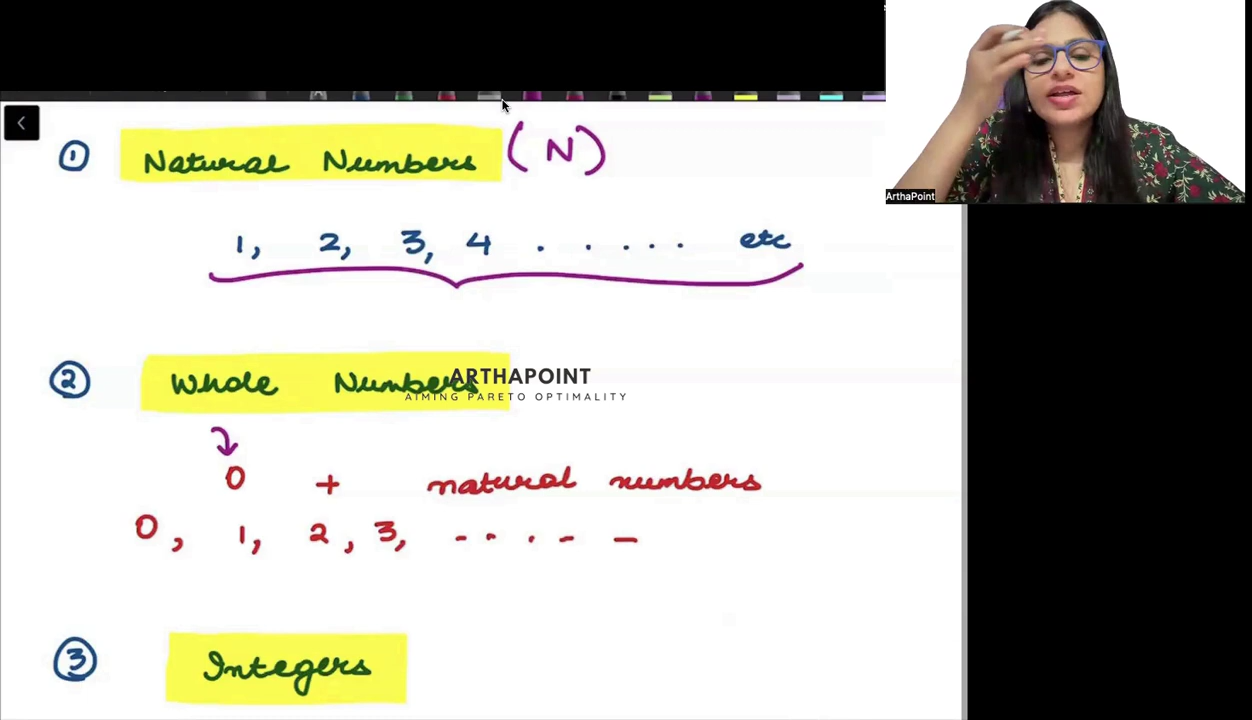 ① Natural Numbers (N)
1, 2, 3, 4 . . . . . etc
② Whole Numbers
ARTHAPOINT
AIMING PARETO OPTIMALITY
0 + natural numbers
0, 1, 2, 3, - - . - -
③ Integers
ArthaPoint